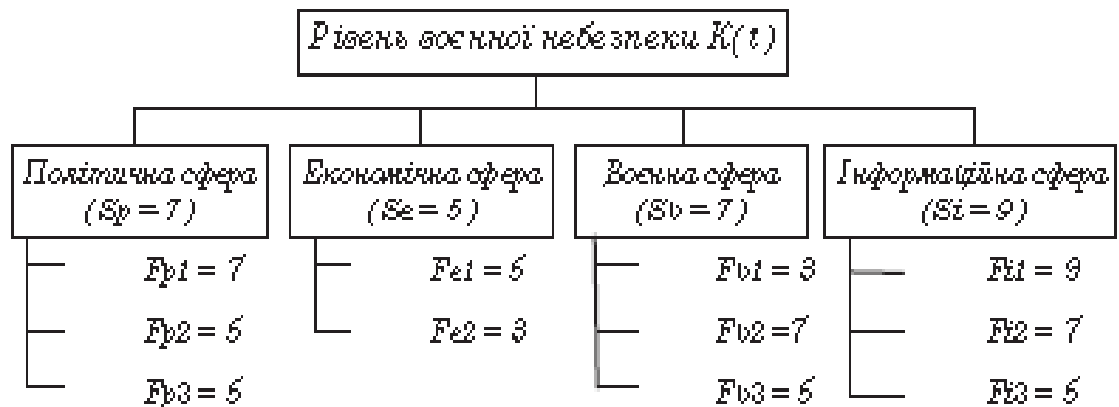 Рівень воєнної небезпеки K(t)
Політична сфера
(Sp = 7)
Економічна сфера
(Se = 5)
Воєнна сфера
(Sv = 7)
Інформаційна сфера
(Si = 9)
Fp1 = 7
Fp2 = 5
Fp3 = 5
Fe1 = 5
Fe2 = 3
Fv1 = 3
Fv2 =7
Fv3 = 5
Fi1 = 9
Fi2 = 7
Fi3 = 5